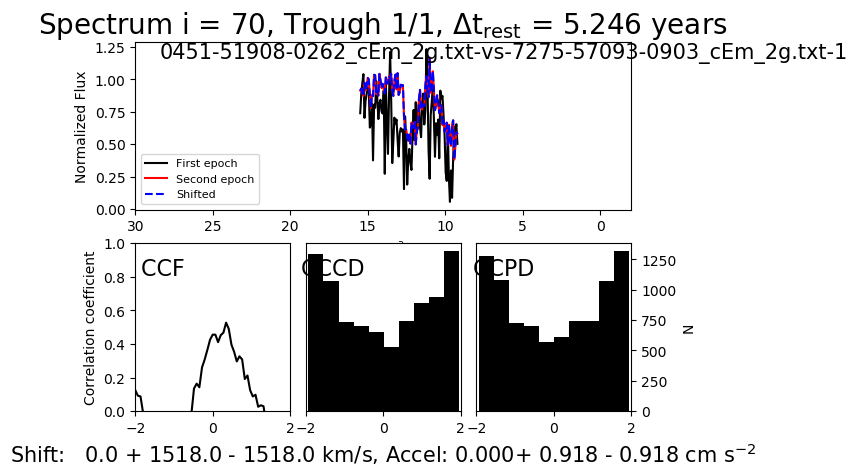 Spectrum i = 70, Trough 1/1, Δt_rest = 5.246 years
0451-51908-0262_cEm_2g.txt-vs-7275-57093-0903_cEm_2g.txt-1
1.25
1.00
0.75
0.50
0.25
0.00
Normalized Flux
First epoch
Second epoch
Shifted
30 25 20 15 10 5 0
1.0
0.8
0.6
0.4
0.2
0.0
Correlation coefficient
CCF
CCPD
1250
1000
750
500
250
0
N
−2 0 2 −2 0 2 −2 0 2
Shift: 0.0 + 1518.0 - 1518.0 km/s, Accel: 0.000+ 0.918 - 0.918 cm s⁻²